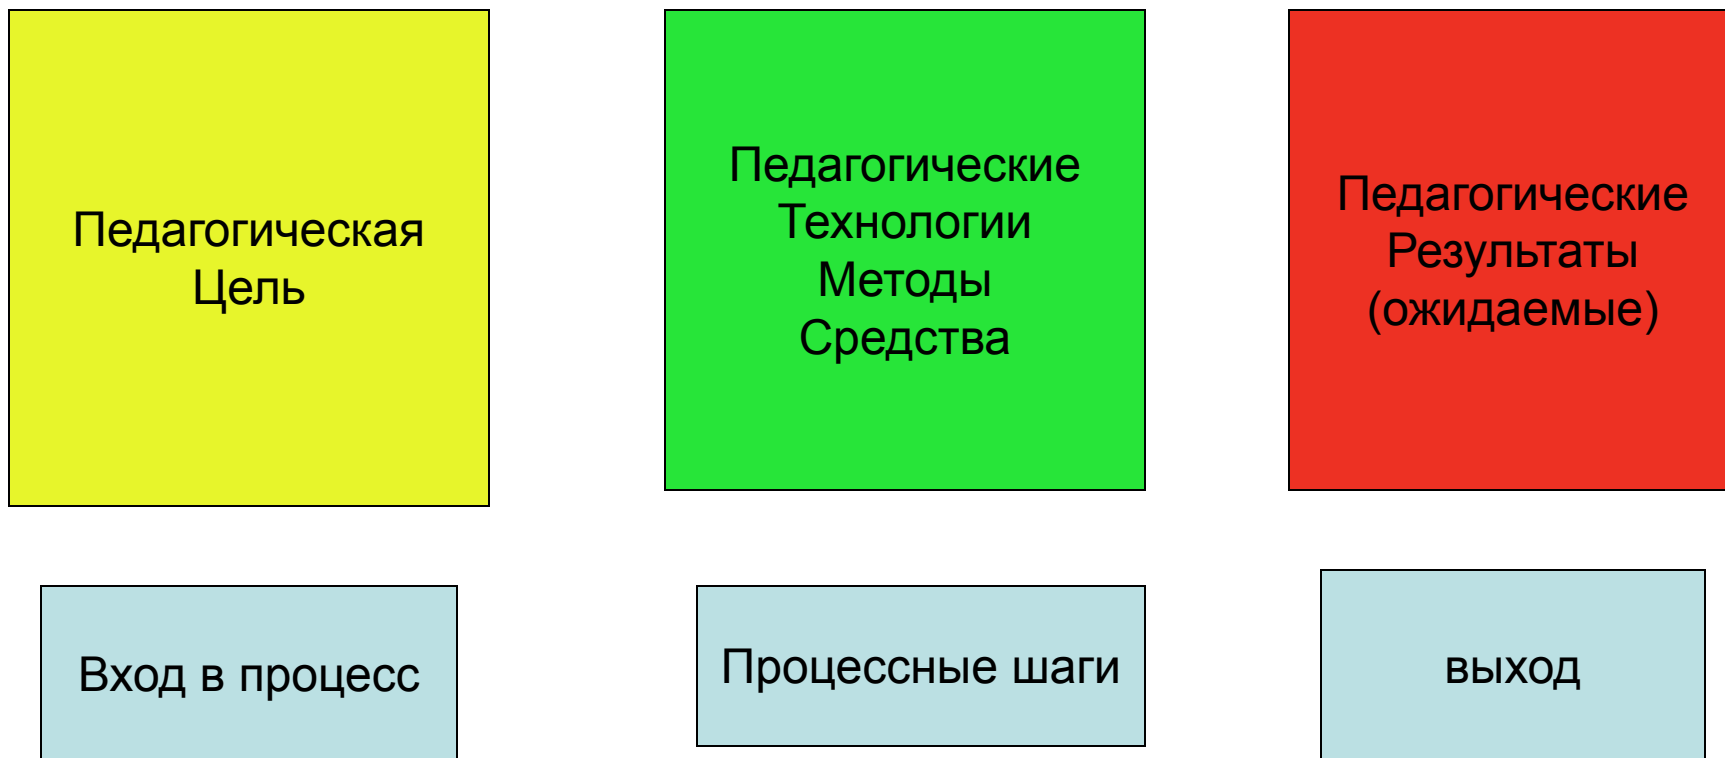 Педагогическая
Цель
Педагогические
Технологии
Методы
Средства
Педагогические
Результаты
(ожидаемые)
Вход в процесс
Процессные шаги
выход